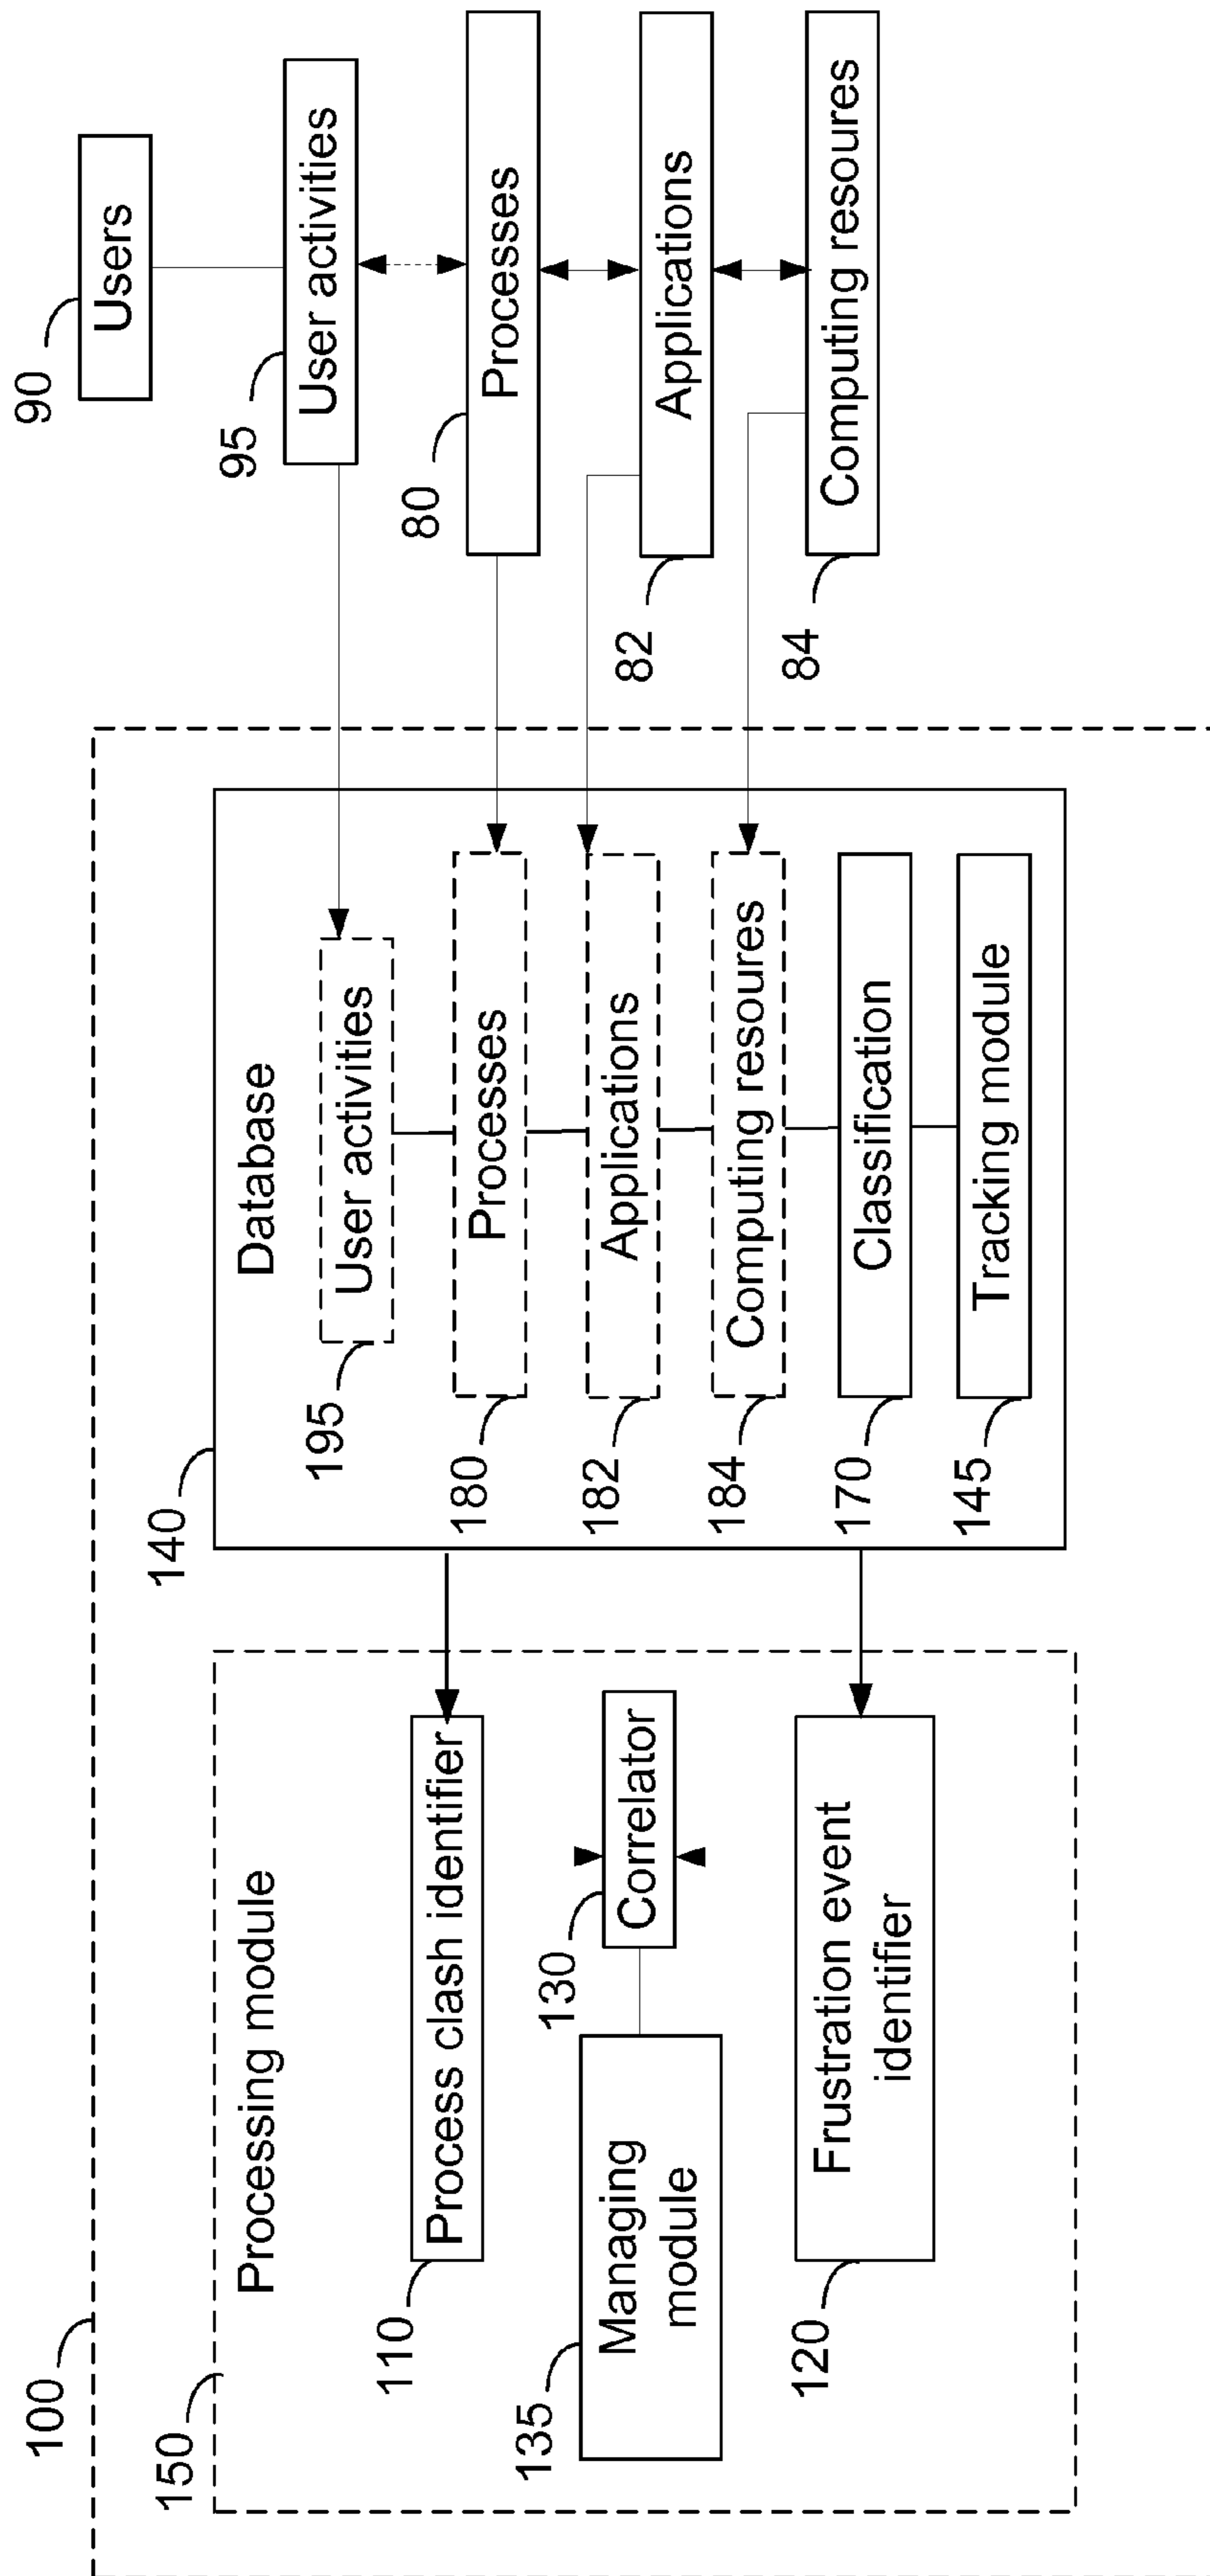 100
150
Processing module
110
Process clash identifier
135
Managing
module
130
Correlator
120
Frustration event
identifier
140
Database
195
User activities
180
Processes
182
Applications
184
Computing resoures
170
Classification
145
Tracking module
90
Users
95
User activities
80
Processes
82
Applications
84
Computing resoures